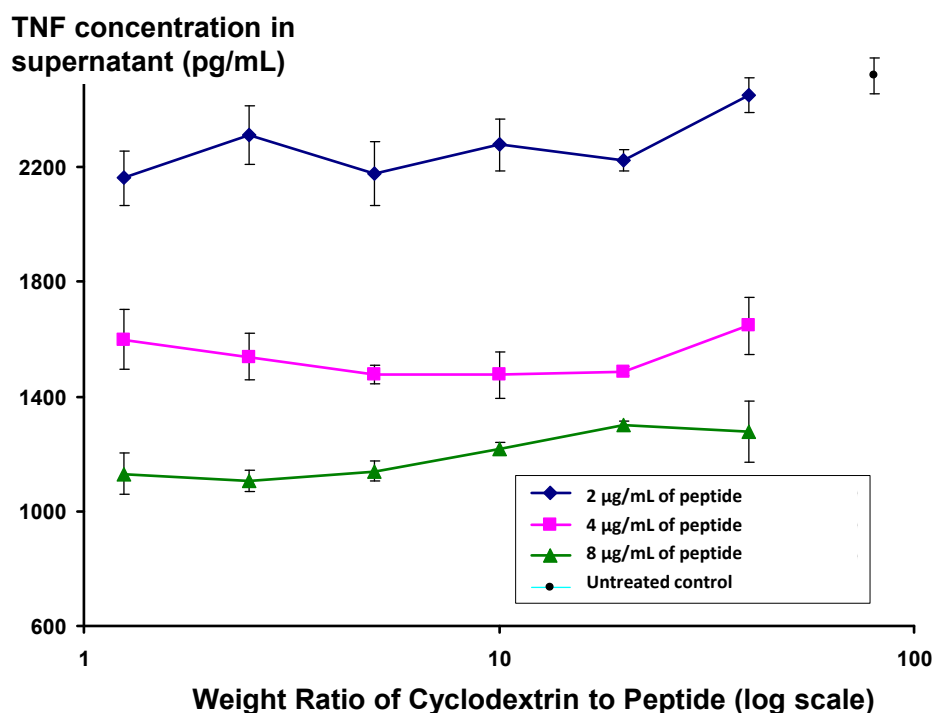 TNF concentration in
supernatant (pg/mL)
2200
1800
1400
1000
600
2 µg/mL of peptide
4 µg/mL of peptide
8 µg/mL of peptide
Untreated control
1
10
100
Weight Ratio of Cyclodextrin to Peptide (log scale)